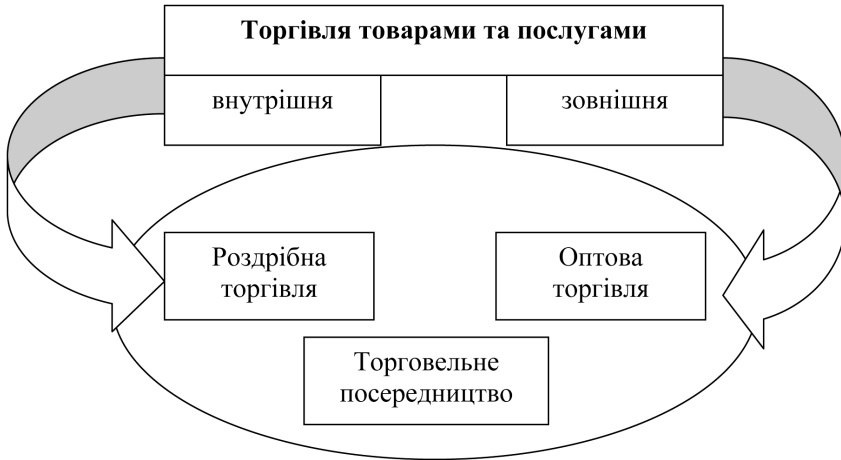 Торгівля товарами та послугами
внутрішня
зовнішня
Роздрібна
торгівля
Оптова
торгівля
Торговельне
посередництво